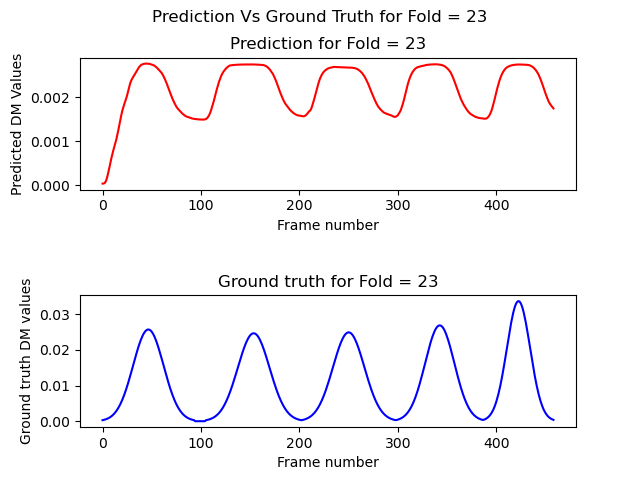 Prediction Vs Ground Truth for Fold = 23
Prediction for Fold = 23
Predicted DM Values
0.002
0.001
0.000
0 100 200 300 400
Frame number
Ground truth for Fold = 23
Ground truth DM values
0.03
0.02
0.01
0.00
0 100 200 300 400
Frame number